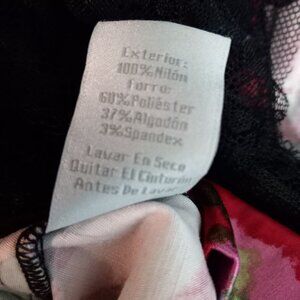 Exterior:
100%Nilón
Forro:
60%Poliéster
37%Algodón
3%Spandex
Lavar En Seco
Quitar El Cinturón
Antes De Lavar